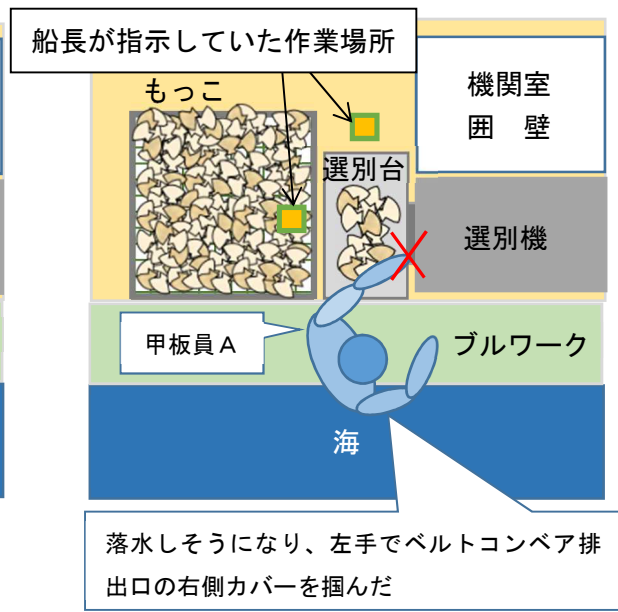 船長が指示していた作業場所
もっこ
機関室
囲　壁
選別台
選別機
甲板員A
ブルワーク
海
落水しそうになり、左手でベルトコンベア排
出口の右側カバーを掴んだ